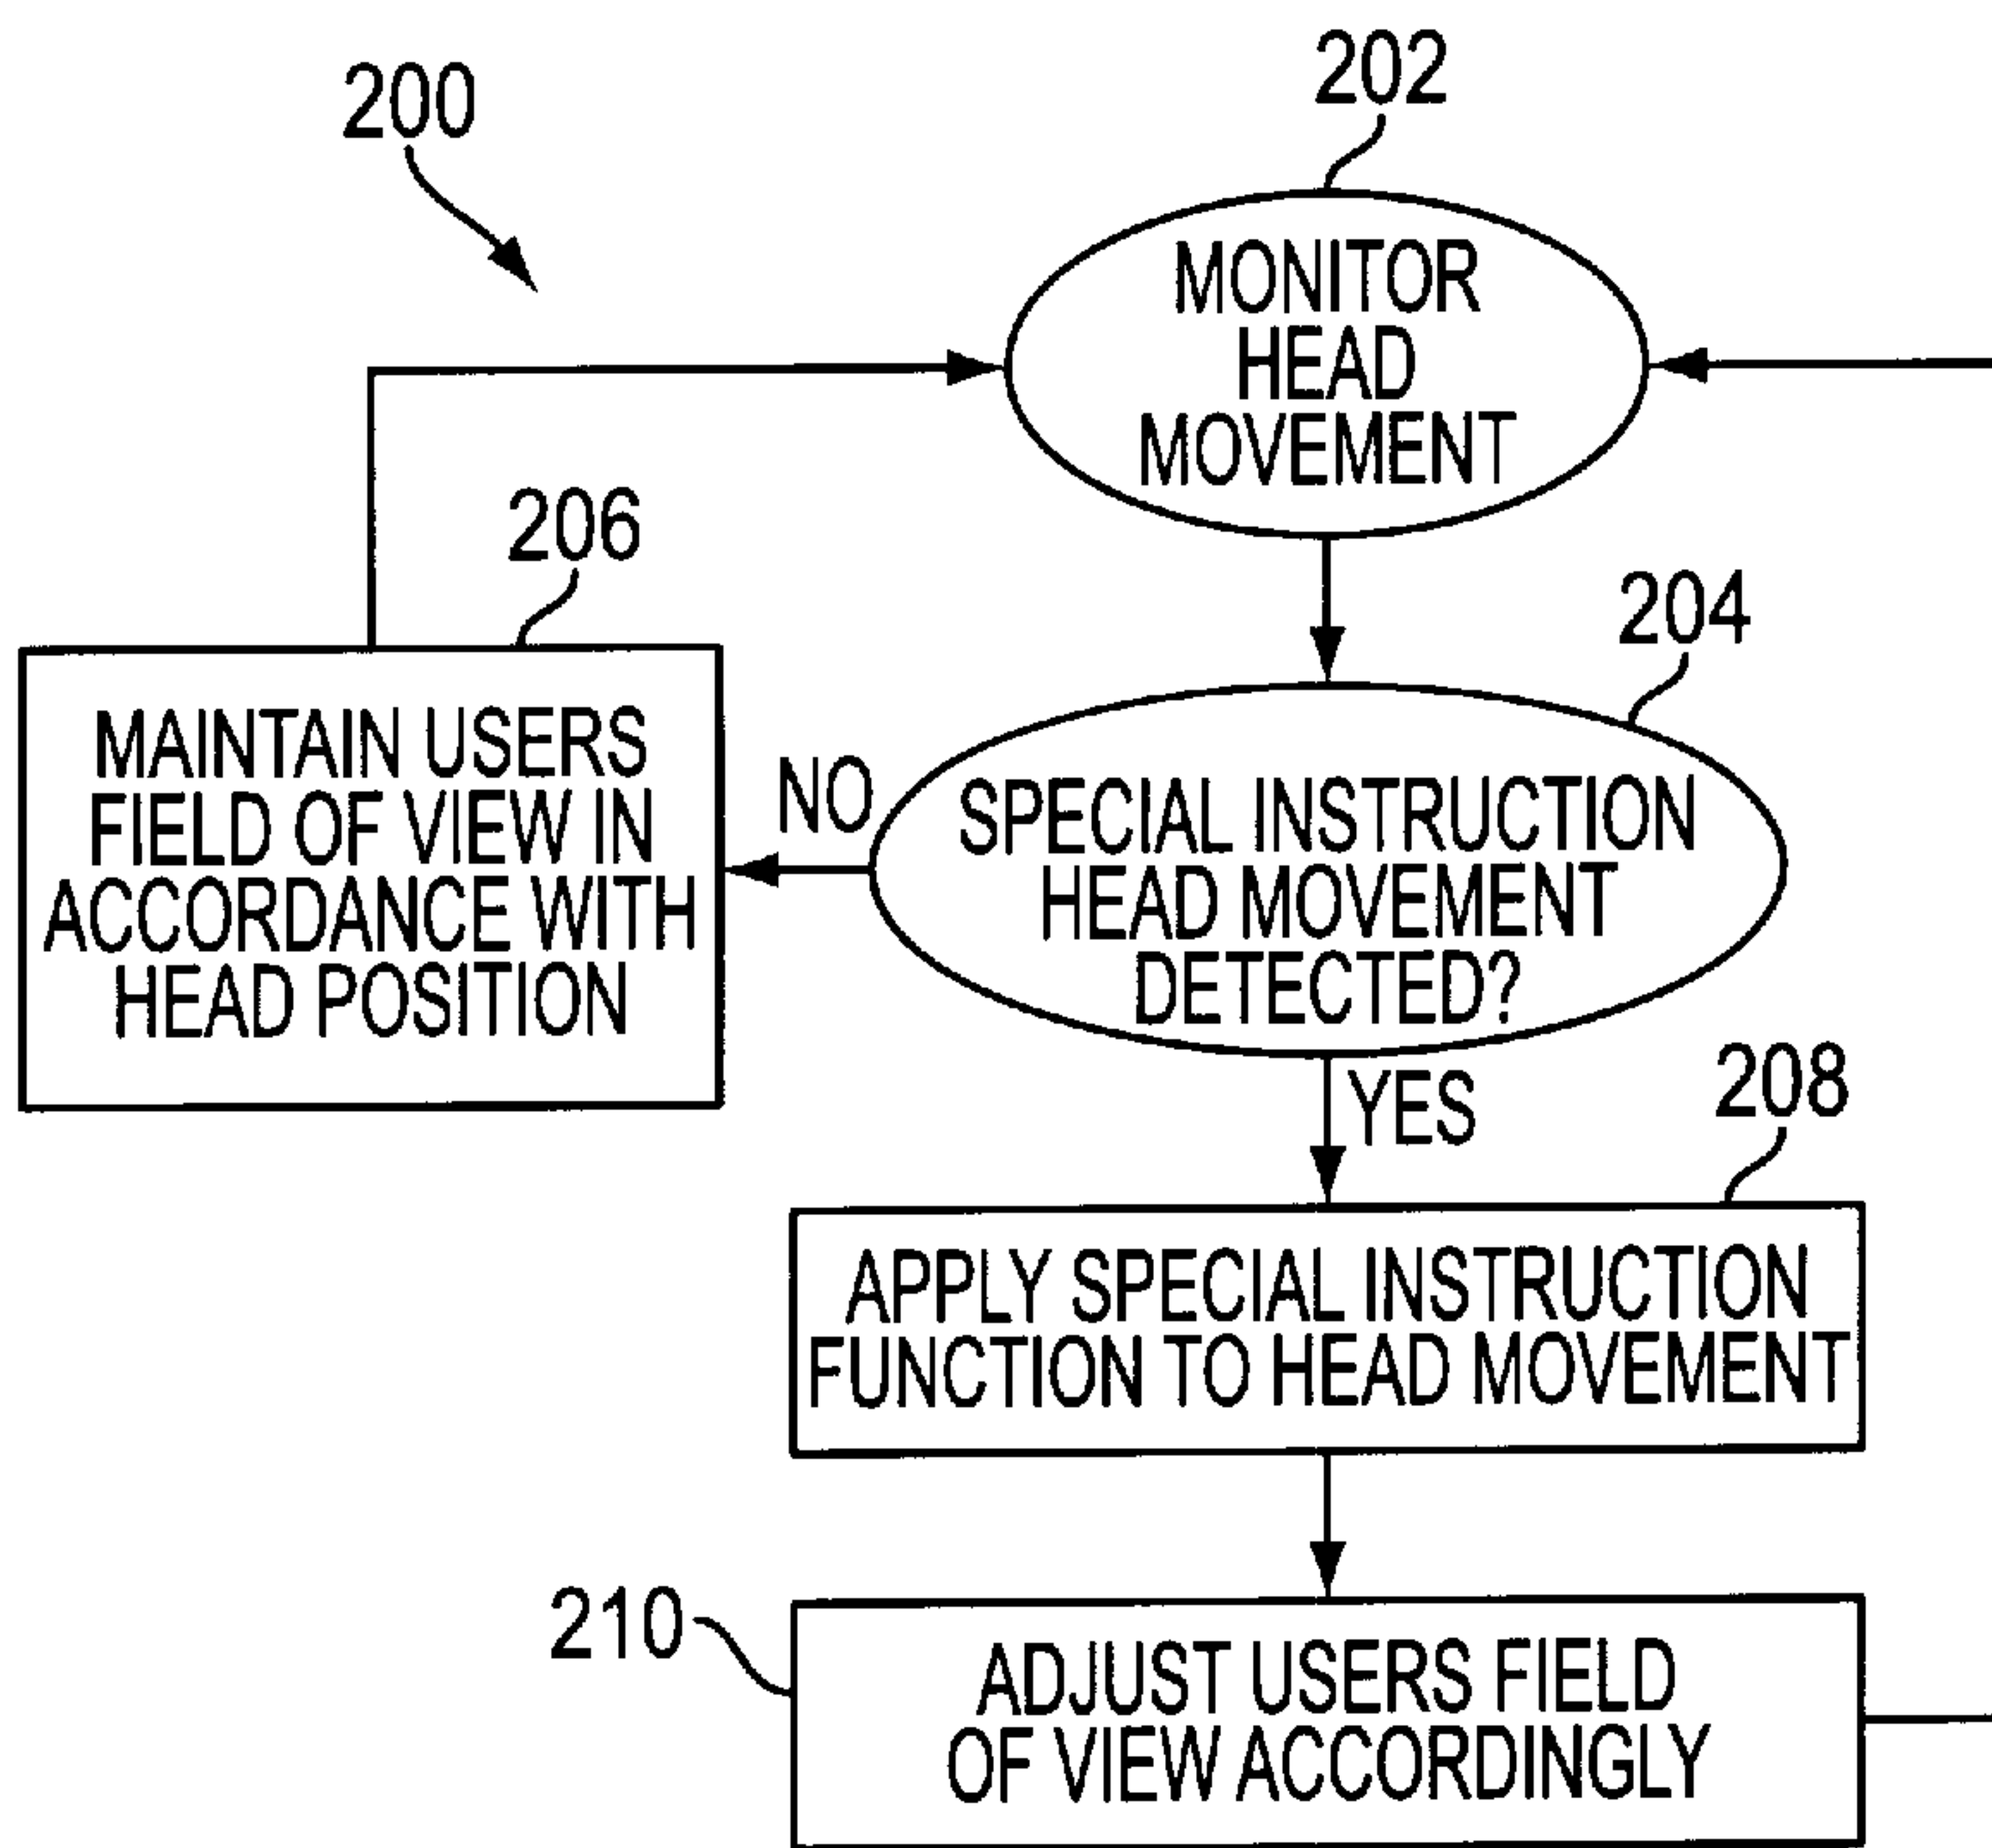 200
202
MONITOR
HEAD
MOVEMENT
206
MAINTAIN USERS
FIELD OF VIEW IN
ACCORDANCE WITH
HEAD POSITION
204
NO
SPECIAL INSTRUCTION
HEAD MOVEMENT
DETECTED?
YES
208
APPLY SPECIAL INSTRUCTION
FUNCTION TO HEAD MOVEMENT
210
ADJUST USERS FIELD
OF VIEW ACCORDINGLY